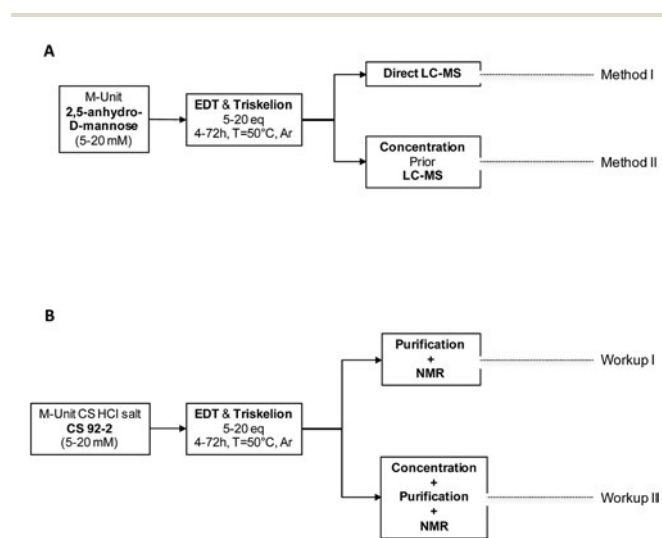 A
M-Unit
2,5-anhydro-
D-mannose
(5-20 mM)
EDT & Triskelion
5-20 eq
4-72h, T=50°C, Ar
Direct LC-MS
Method I
Concentration
Prior
LC-MS
Method II
B
M-Unit CS HCl salt
CS 92-2
(5-20 mM)
EDT & Triskelion
5-20 eq
4-72h, T=50°C, Ar
Purification
+
NMR
Workup I
Concentration
+
Purification
+
NMR
Workup III